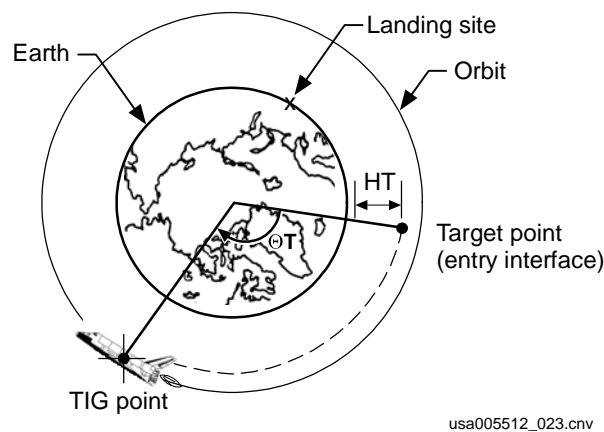 Landing site
Earth
Orbit
x
HT
ΘT
Target point
(entry interface)
TIG point
usa005512_023.cnv